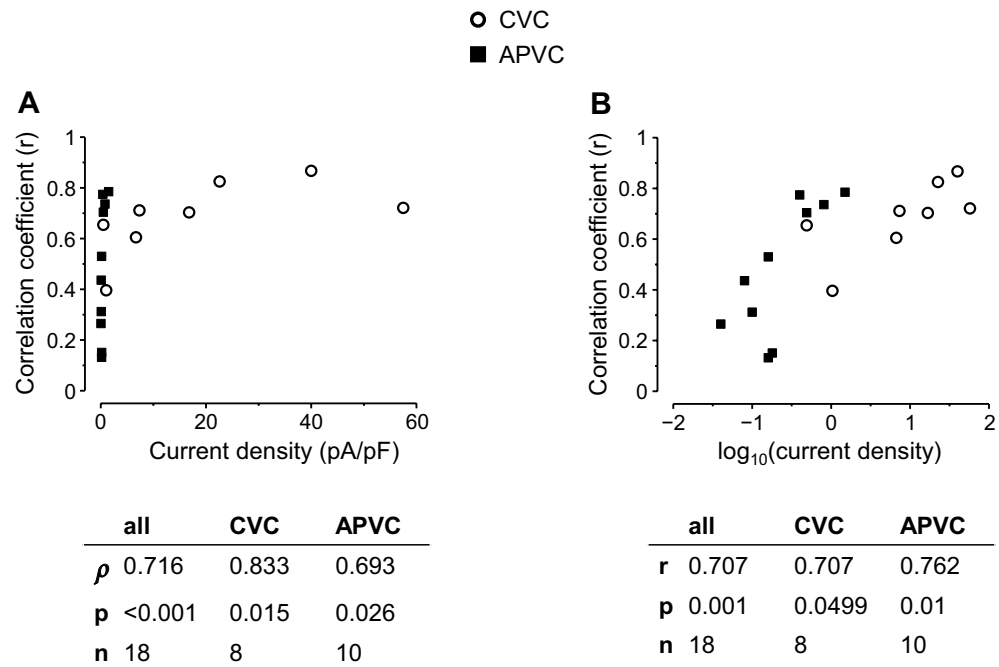 CVC
APVC
A
Correlation coefficient (r)
1
0.8
0.6
0.4
0.2
0
0 20 40 60
Current density (pA/pF)
all CVC APVC
ρ 0.716 0.833 0.693
p <0.001 0.015 0.026
n 18 8 10
B
Correlation coefficient (r)
1
0.8
0.6
0.4
0.2
0
−2 −1 0 1 2
log₁₀(current density)
all CVC APVC
r 0.707 0.707 0.762
p 0.001 0.0499 0.01
n 18 8 10